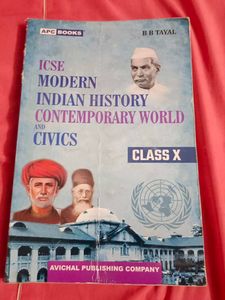 APC BOOKS
B B TAYAL
ICSE
MODERN
INDIAN HISTORY
CONTEMPORARY WORLD
AND
CIVICS
CLASS X
AVICHAL PUBLISHING COMPANY